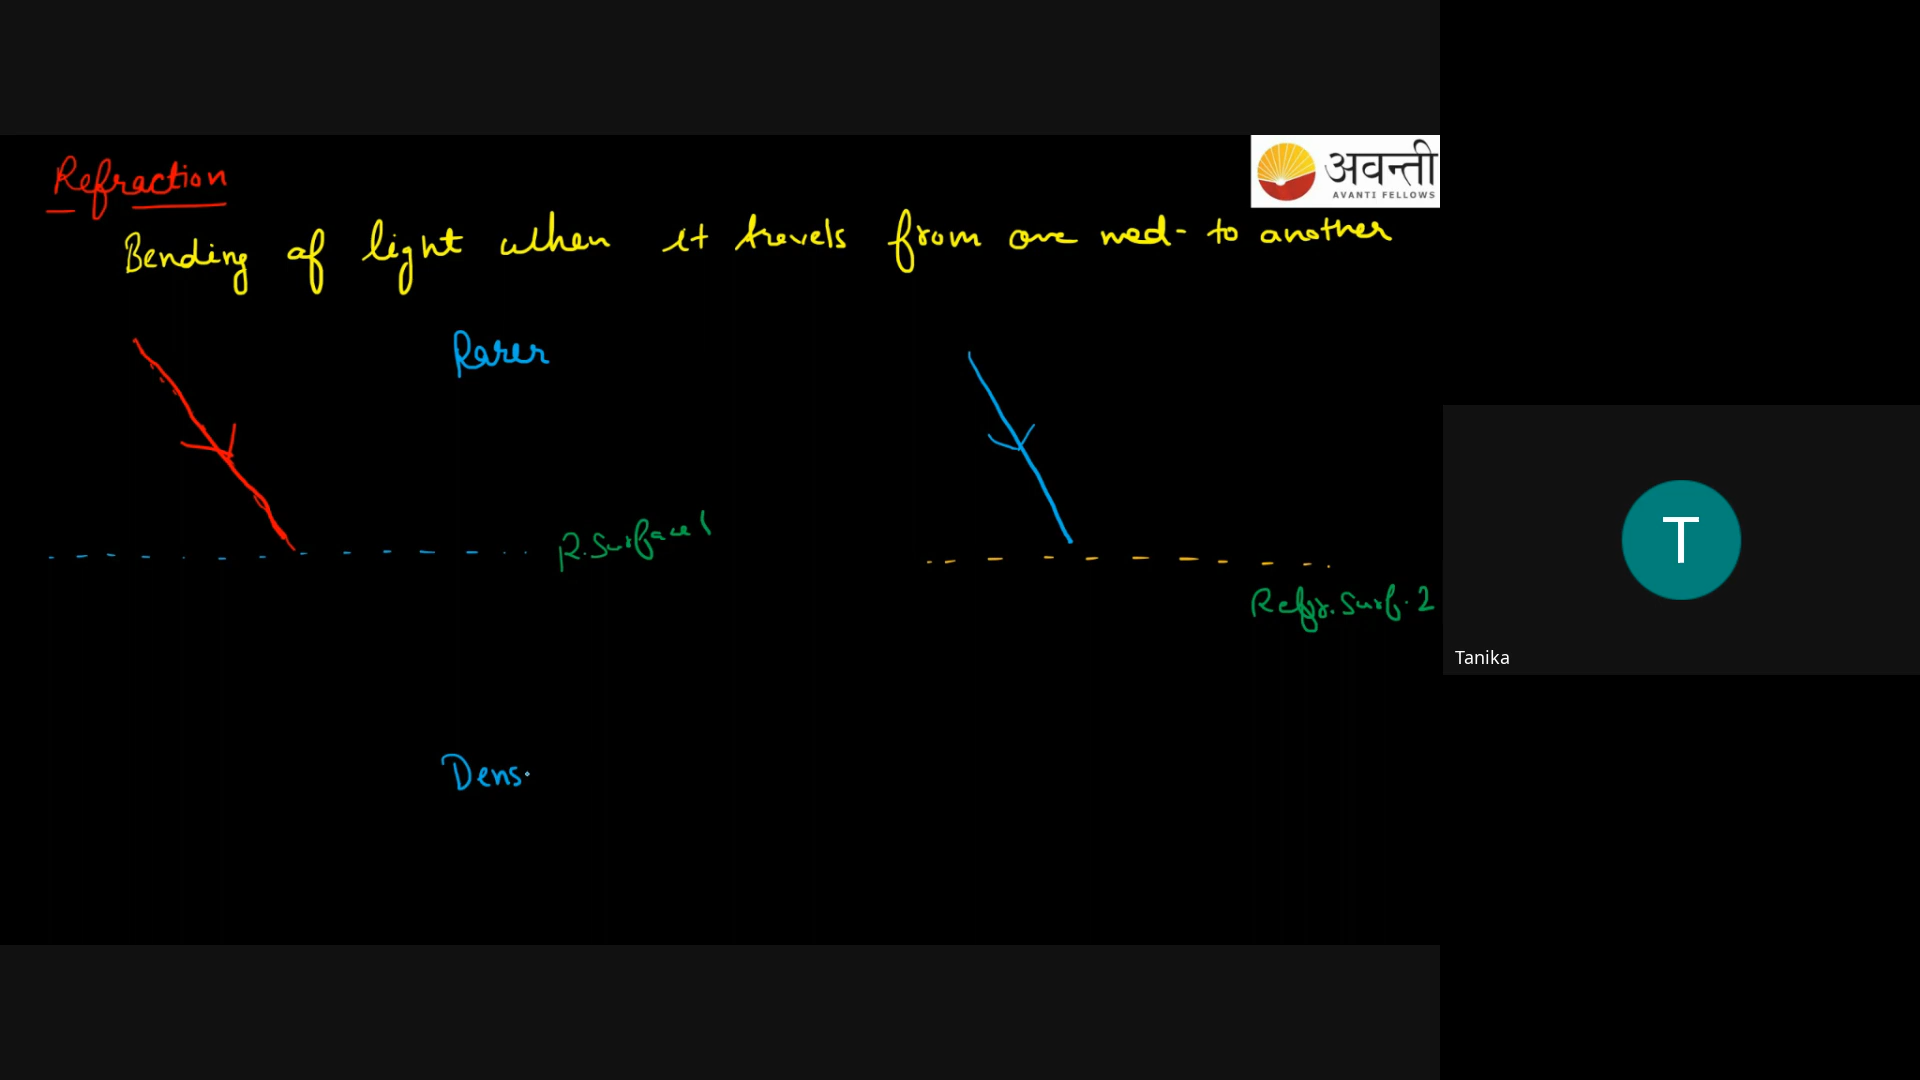 Refraction
अवन्ती
AVANTI FELLOWS
Bending of light when it travels from one med- to another
Rarer
R.Surface 1
Refr. Surf. 2
Dens
T
Tanika